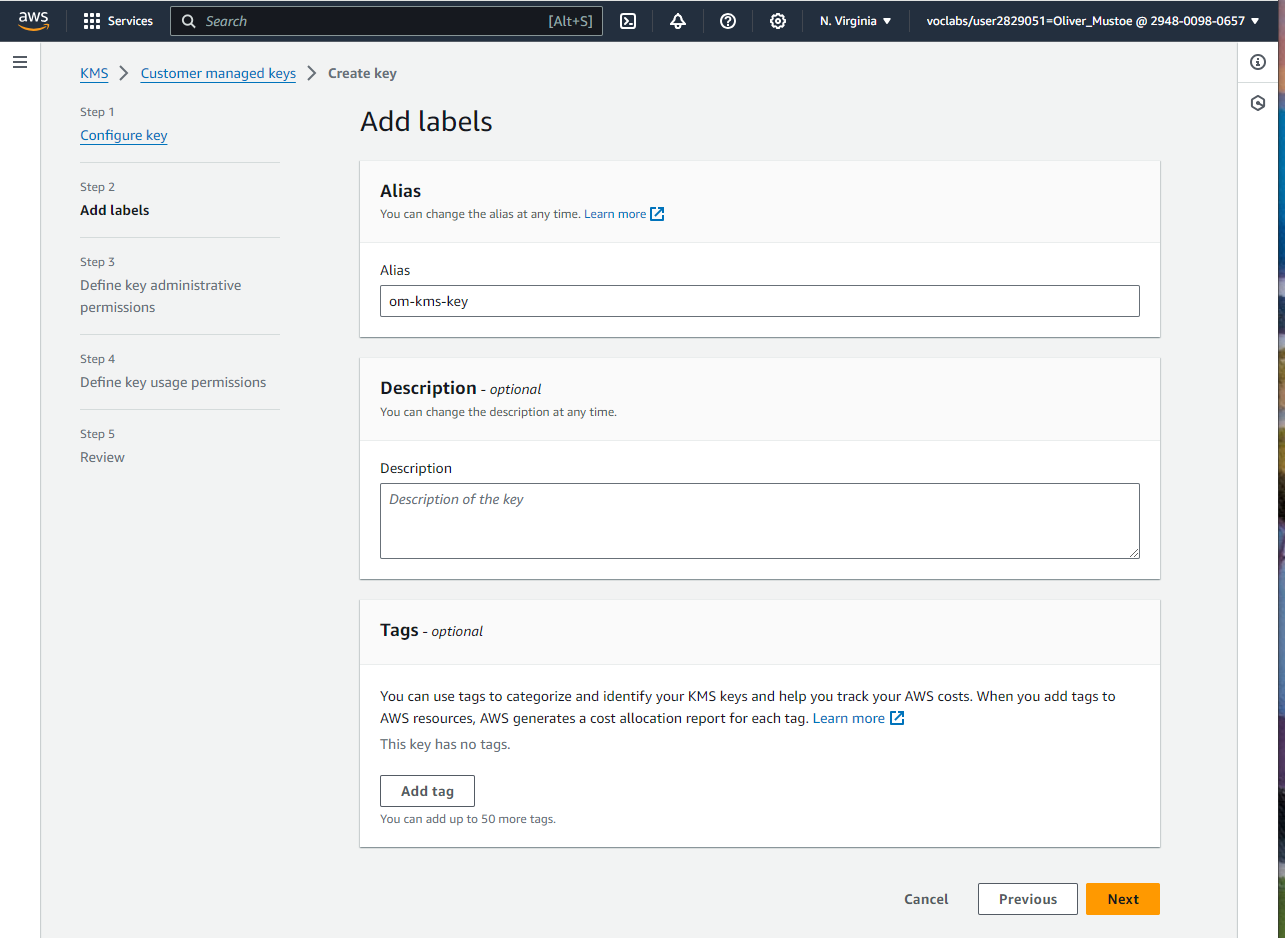 aws
Services
Search [Alt+S]
N. Virginia
voclabs/user2829051=Oliver_Mustoe @ 2948-0098-0657
KMS
Customer managed keys
Create key
Step 1
Configure key
Step 2
Add labels
Step 3
Define key administrative
permissions
Step 4
Define key usage permissions
Step 5
Review
Add labels
Alias
You can change the alias at any time. Learn more
Alias
om-kms-key
Description - optional
You can change the description at any time.
Description
Description of the key
Tags - optional
You can use tags to categorize and identify your KMS keys and help you track your AWS costs. When you add tags to
AWS resources, AWS generates a cost allocation report for each tag. Learn more
This key has no tags.
Add tag
You can add up to 50 more tags.
Cancel
Previous
Next